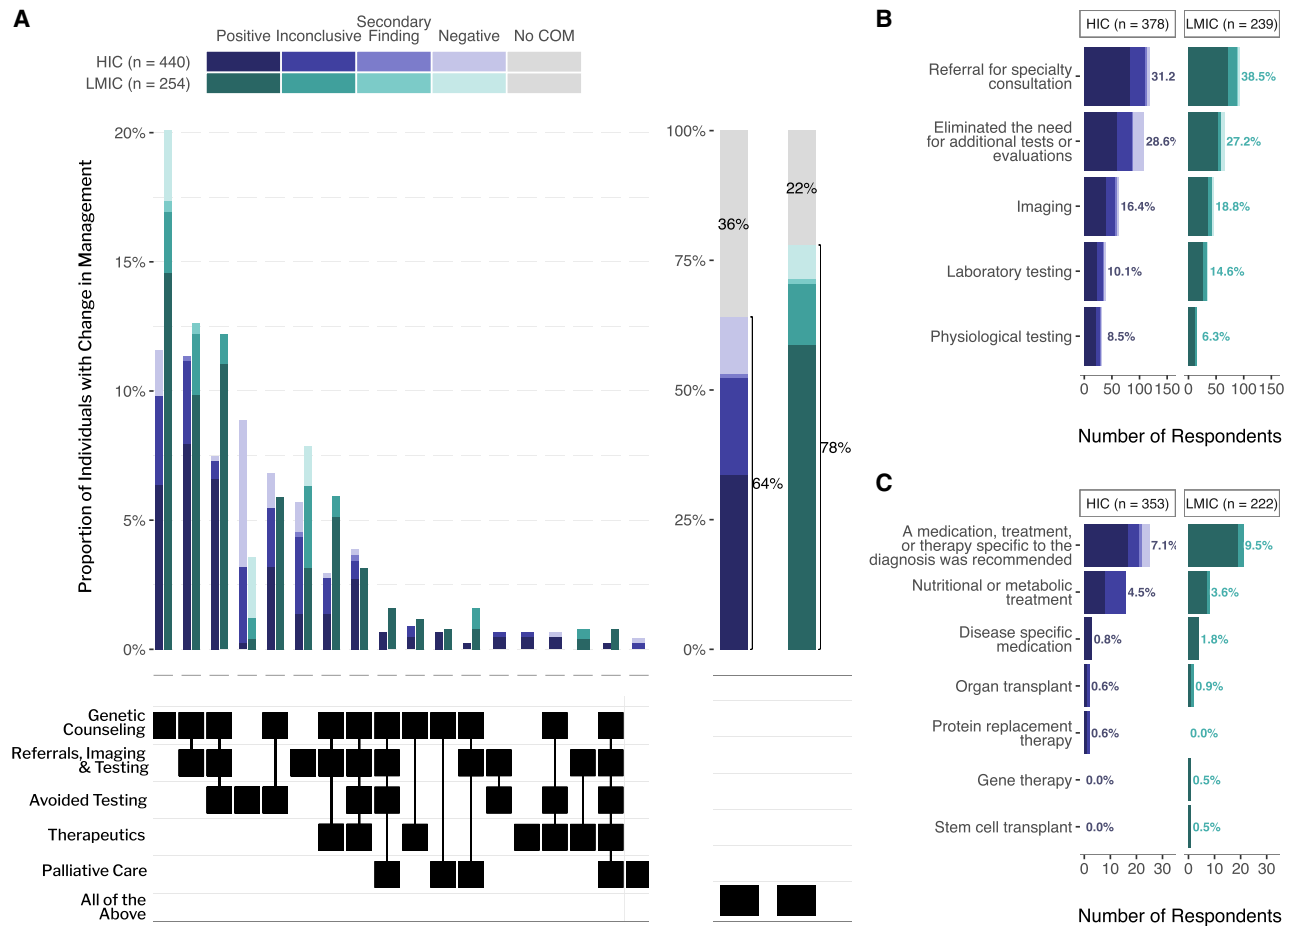 A
Positive Inconclusive Secondary Finding Negative No COM
HIC (n = 440)
LMIC (n = 254)
Proportion of Individuals with Change in Management
20%
15%
10%
5%
0%
100%
75%
50%
25%
0%
36%
22%
64%
78%
Genetic
Counseling
Referrals, Imaging
& Testing
Avoided Testing
Therapeutics
Palliative Care
All of the
Above
B
HIC (n = 378) LMIC (n = 239)
Referral for specialty
consultation
31.2 38.5%
Eliminated the need
for additional tests or
evaluations
28.6% 27.2%
Imaging 16.4% 18.8%
Laboratory testing 10.1% 14.6%
Physiological testing 8.5% 6.3%
0 50 100 150 0 50 100 150
Number of Respondents
C
HIC (n = 353) LMIC (n = 222)
A medication, treatment,
or therapy specific to the
diagnosis was recommended
7.1% 9.5%
Nutritional or metabolic
treatment
4.5% 3.6%
Disease specific
medication
0.8% 1.8%
Organ transplant 0.6% 0.9%
Protein replacement
therapy
0.6% 0.0%
Gene therapy 0.0% 0.5%
Stem cell transplant 0.0% 0.5%
0 10 20 30 0 10 20 30
Number of Respondents